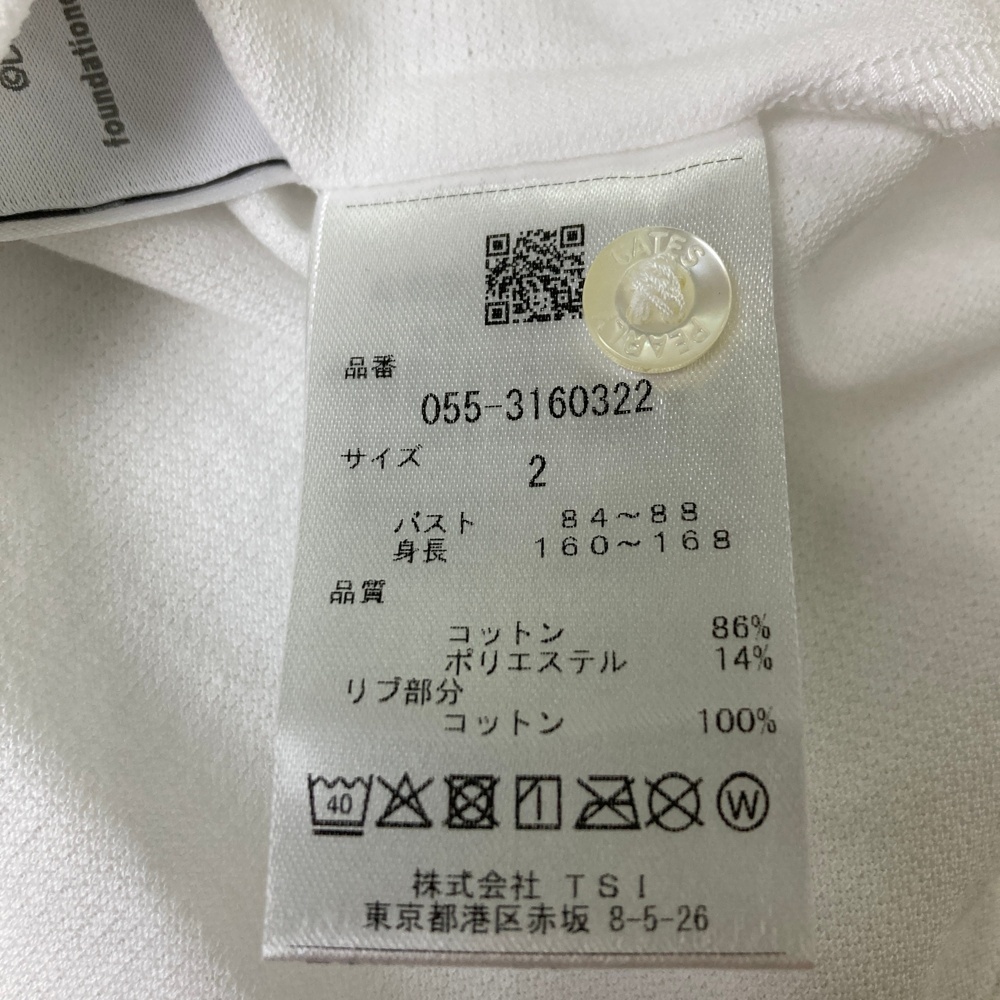 foundation
GATES
PEARLY
品番
055-3160322
サイズ
2
バスト 84～88
身長 160～168
品質
コットン 86%
ポリエステル 14%
リブ部分
コットン 100%
40
W
株式会社 TSI
東京都港区赤坂 8-5-26